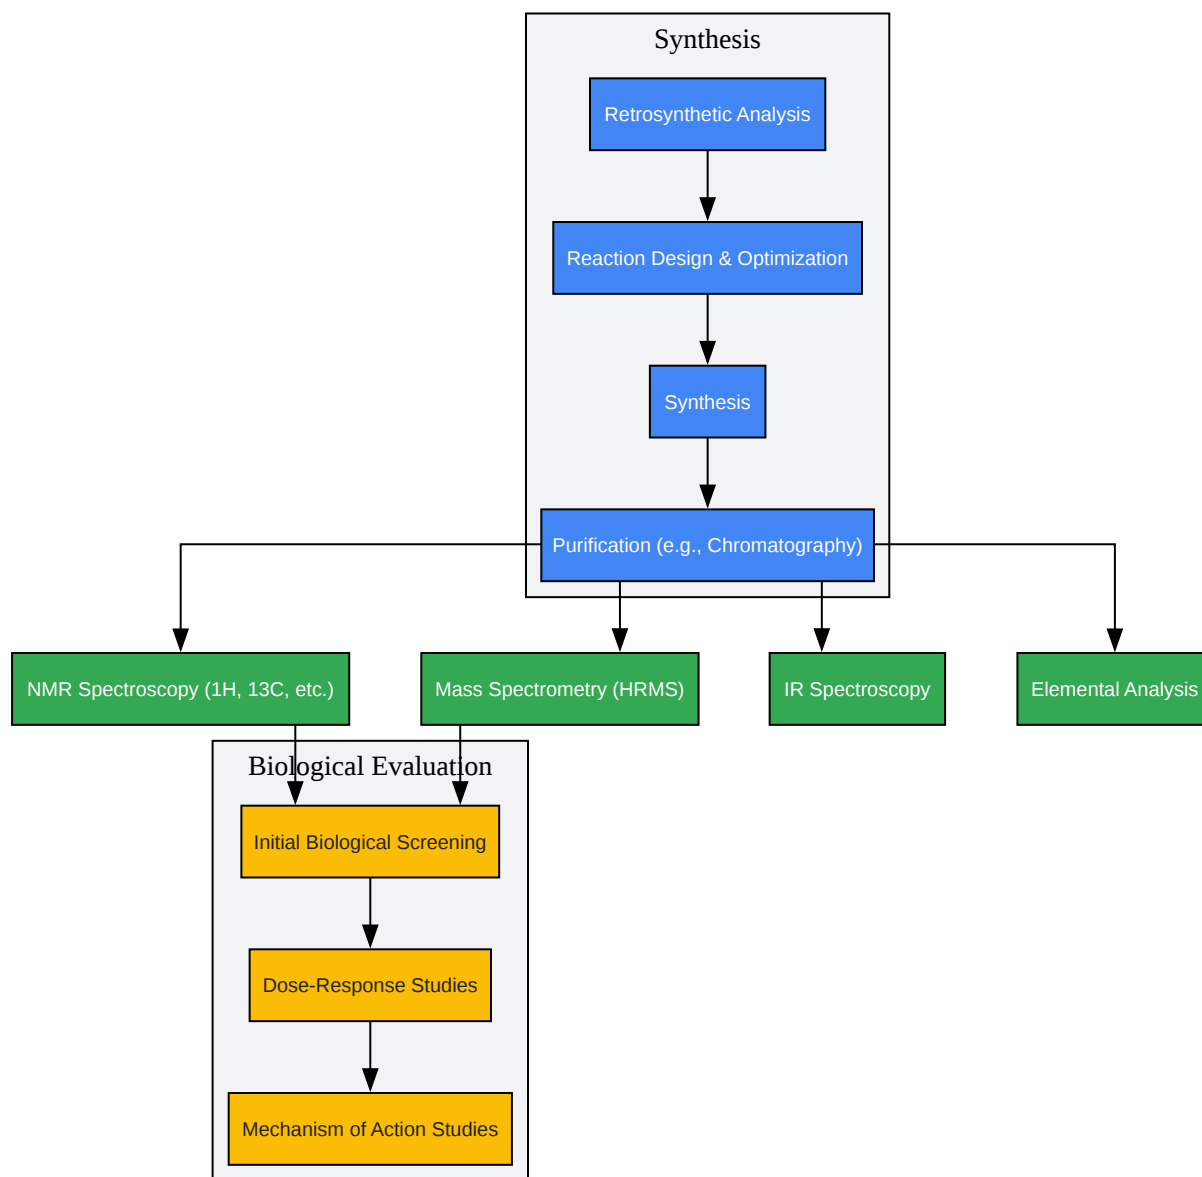 Synthesis
Retrosynthetic Analysis
Reaction Design & Optimization
Synthesis
Purification (e.g., Chromatography)
NMR Spectroscopy (1H, 13C, etc.)
Mass Spectrometry (HRMS)
IR Spectroscopy
Elemental Analysis
Biological Evaluation
Initial Biological Screening
Dose-Response Studies
Mechanism of Action Studies